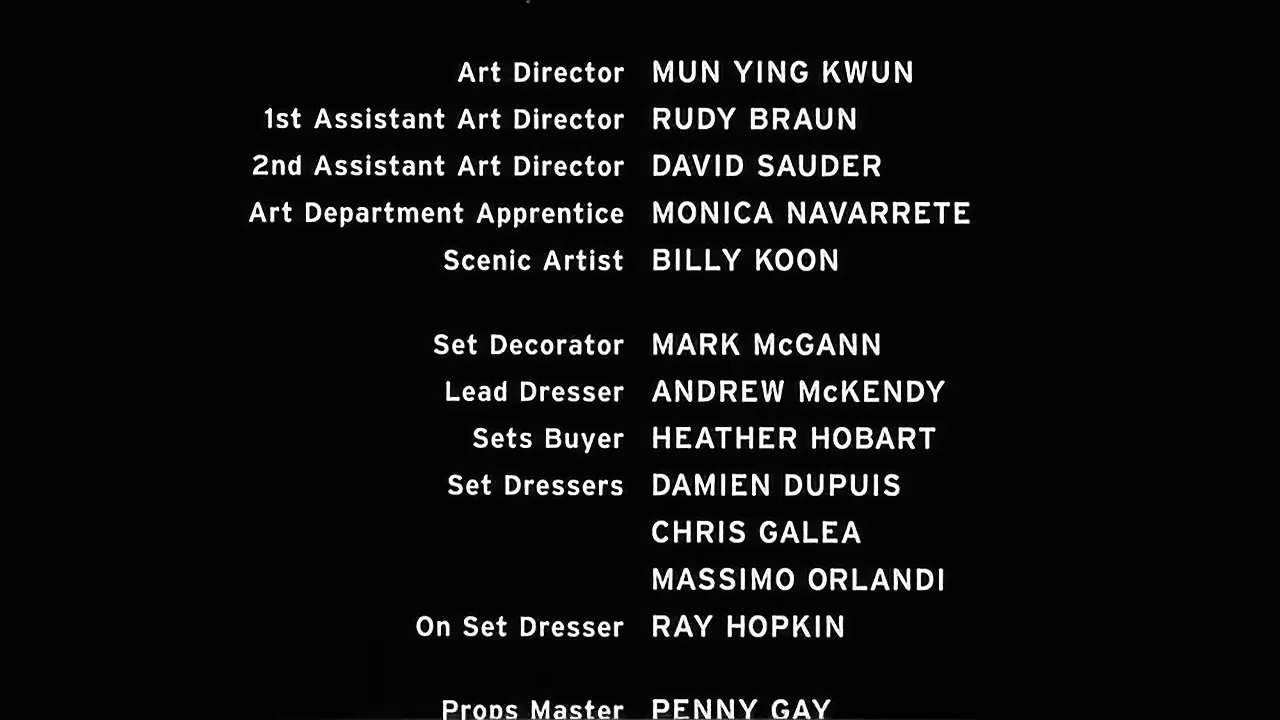 Art Director MUN YING KWUN
1st Assistant Art Director RUDY BRAUN
2nd Assistant Art Director DAVID SAUDER
Art Department Apprentice MONICA NAVARRETE
Scenic Artist BILLY KOON
Set Decorator MARK McGANN
Lead Dresser ANDREW McKENDY
Sets Buyer HEATHER HOBART
Set Dressers DAMIEN DUPUIS
CHRIS GALEA
MASSIMO ORLANDI
On Set Dresser RAY HOPKIN
Props Master PENNY GAY